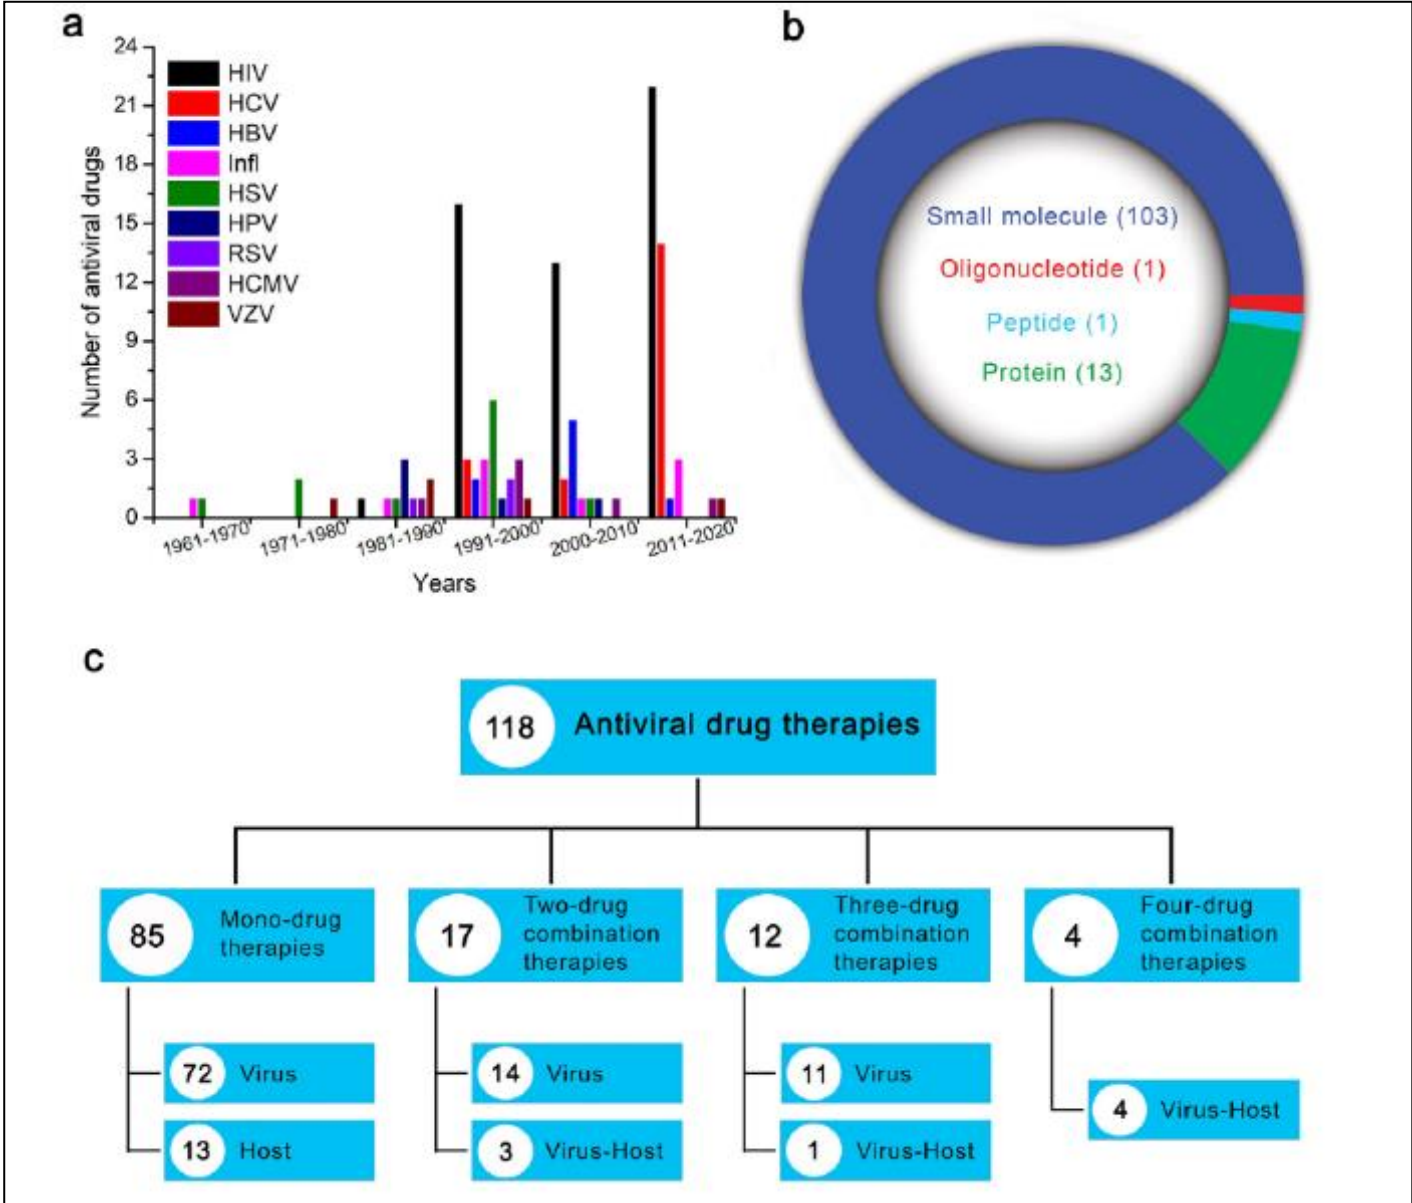 a
24
21
18
15
12
9
6
3
0
Number of antiviral drugs
HIV
HCV
HBV
Infl
HSV
HPV
RSV
HCMV
VZV
1961-1970
1971-1980
1981-1990
1991-2000
2000-2010
2011-2020
Years
b
Small molecule (103)
Oligonucleotide (1)
Peptide (1)
Protein (13)
c
118
Antiviral drug therapies
85
Mono-drug
therapies
17
Two-drug
combination
therapies
12
Three-drug
combination
therapies
4
Four-drug
combination
therapies
72 Virus
13 Host
14 Virus
3 Virus-Host
11 Virus
1 Virus-Host
4 Virus-Host